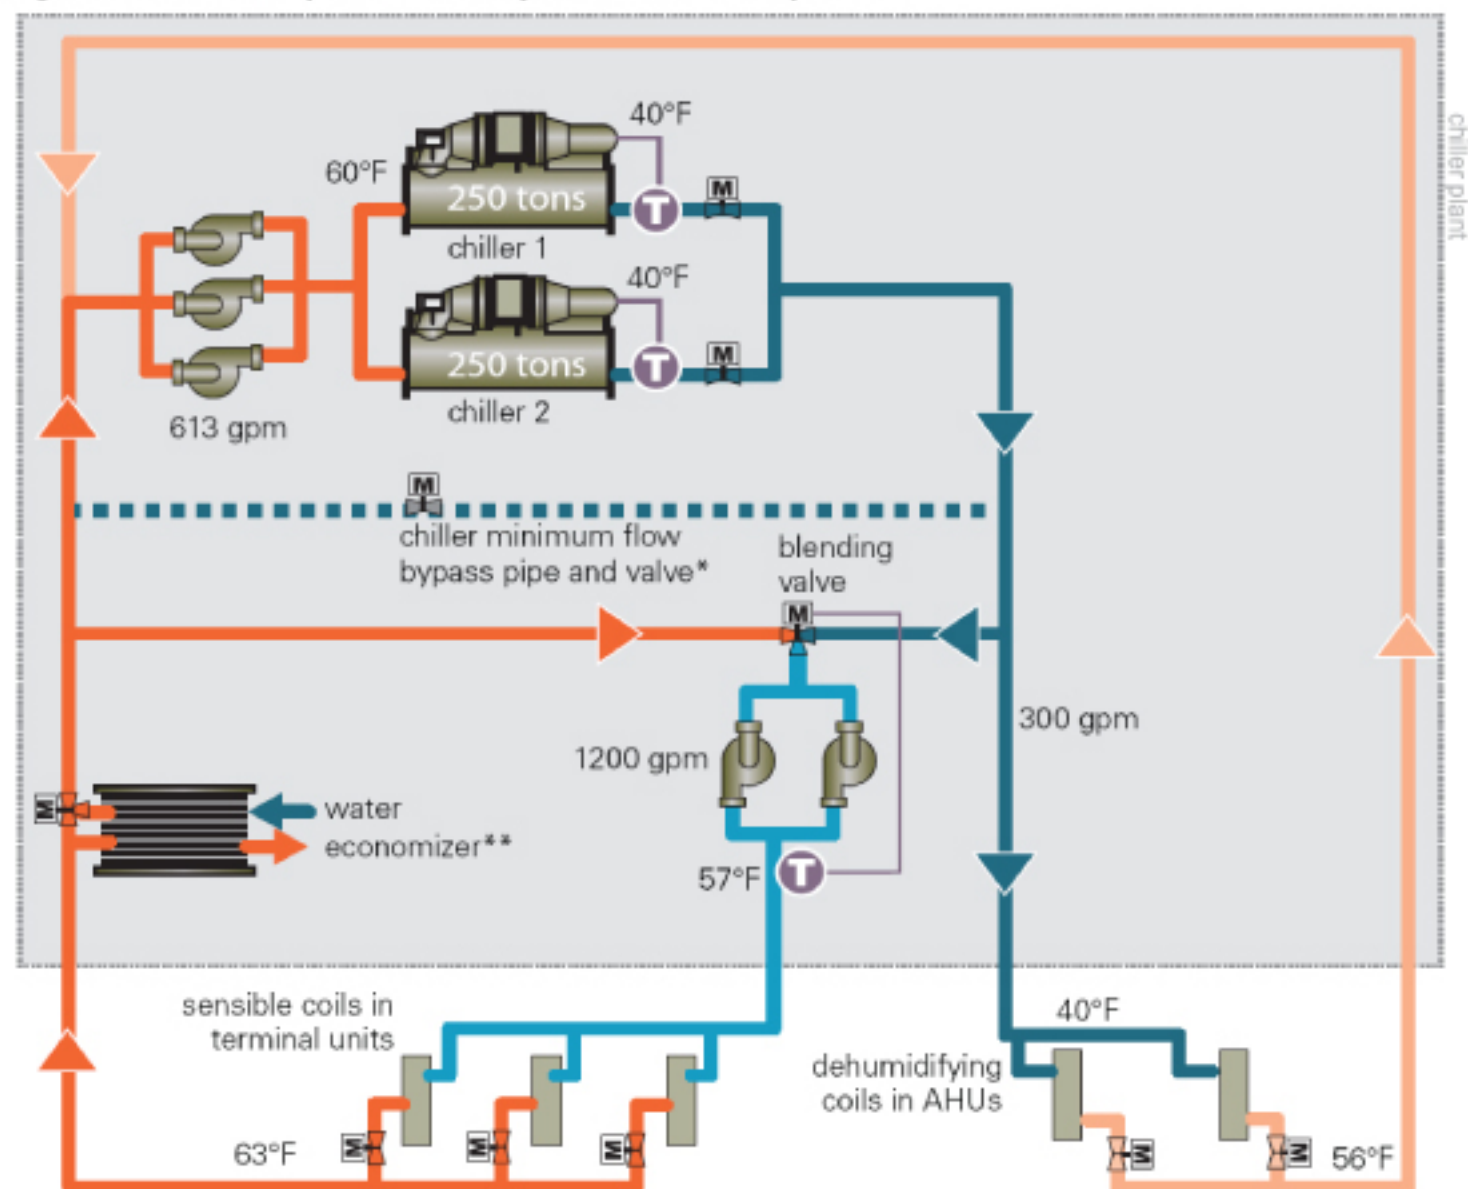 40°F
60°F
250 tons
T
M
chiller 1
chiller plant
40°F
250 tons
T
M
chiller 2
613 gpm
M
chiller minimum flow
bypass pipe and valve*
blending
valve
M
300 gpm
1200 gpm
M
water
economizer**
57°F
T
sensible coils in
terminal units
40°F
dehumidifying
coils in AHUs
63°F
M
M
M
M
M
56°F